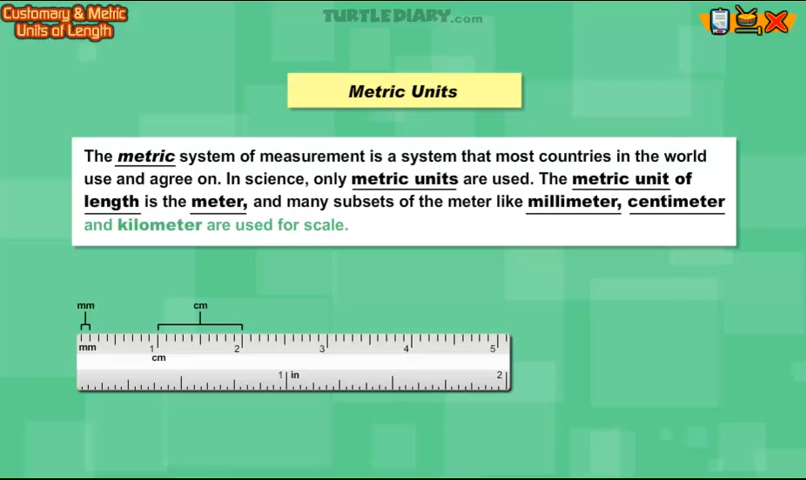 Customary & Metric
Units of Length
TURTLEDIARY.com
Metric Units
The metric system of measurement is a system that most countries in the world
use and agree on. In science, only metric units are used. The metric unit of
length is the meter, and many subsets of the meter like millimeter, centimeter
and kilometer are used for scale.
mm cm
mm 1 2 3 4 5
cm
1 in 2